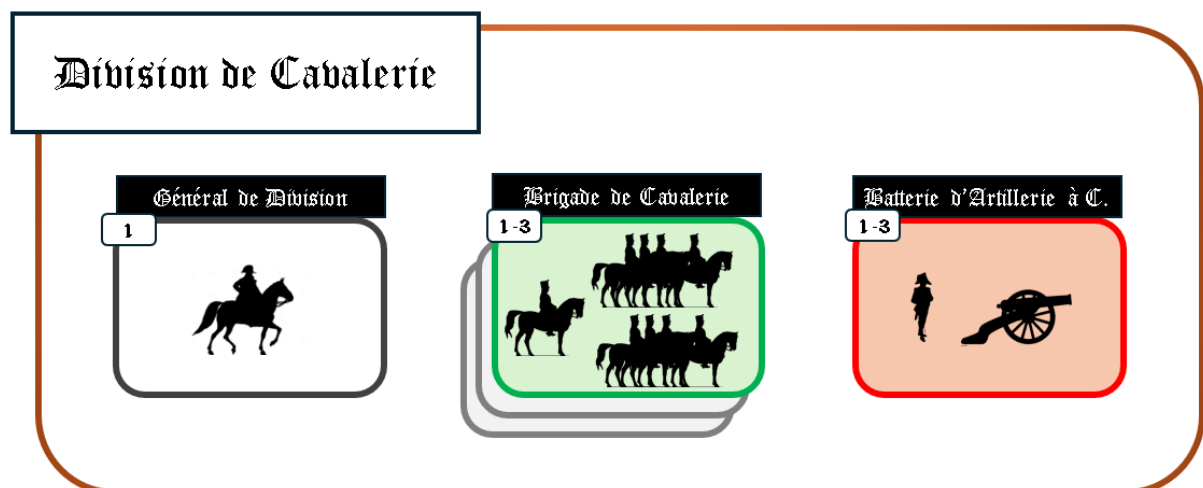 Division de Cavalerie
Général de Division
1
Brigade de Cavalerie
1-3
Batterie d'Artillerie à C.
1-3